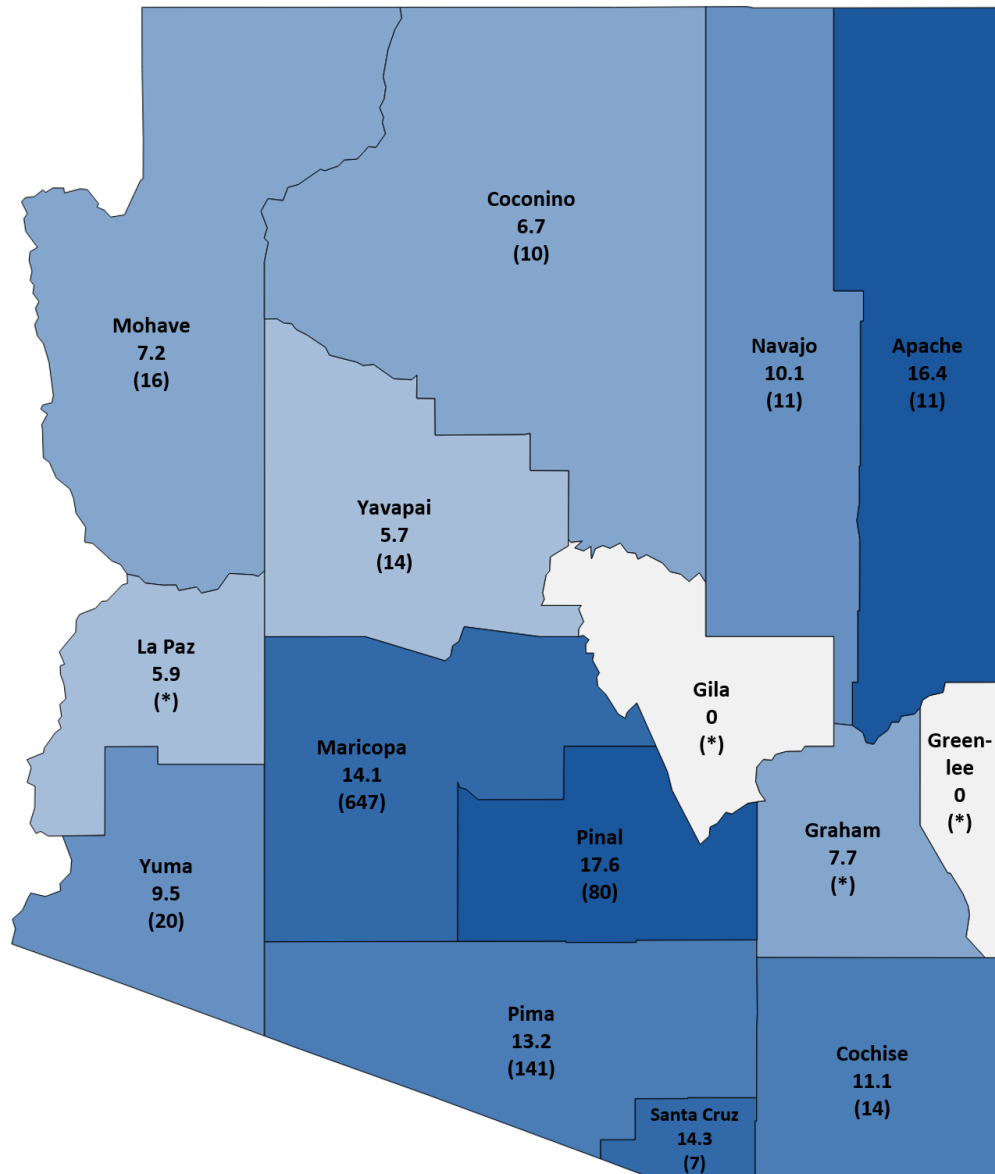 Coconino
6.7
(10)
Mohave
7.2
(16)
Navajo
10.1
(11)
Apache
16.4
(11)
Yavapai
5.7
(14)
La Paz
5.9
(*)
Gila
0
(*)
Green-
lee
0
(*)
Maricopa
14.1
(647)
Pinal
17.6
(80)
Graham
7.7
(*)
Yuma
9.5
(20)
Pima
13.2
(141)
Cochise
11.1
(14)
Santa Cruz
14.3
(7)